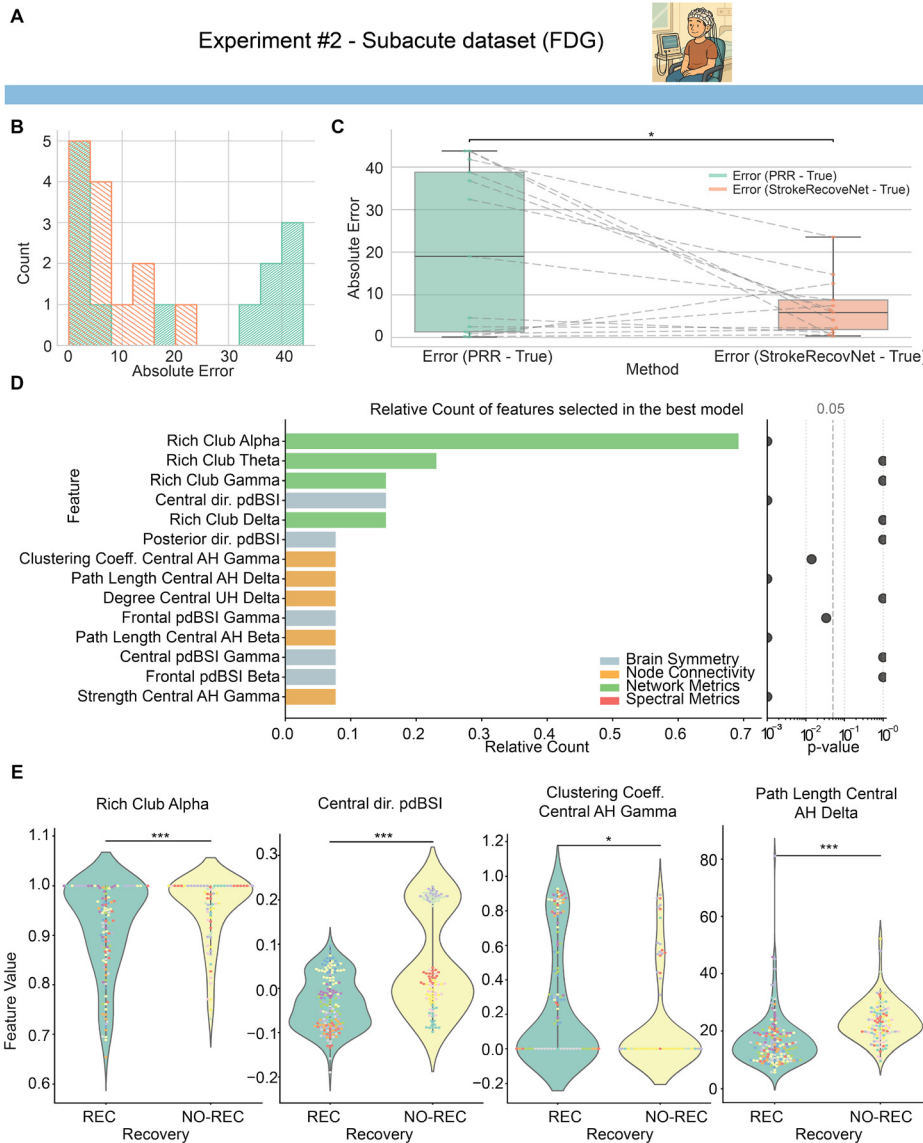 A
Experiment #2 - Subacute dataset (FDG)
B
5
4
3
2
1
0
Count
0
10
20
30
40
Absolute Error
C
*
40
30
20
10
0
Absolute Error
Error (PRR - True)
Error (StrokeRecoveNet - True)
Error (PRR - True)
Error (StrokeRecovNet - True)
Method
D
Relative Count of features selected in the best model
0.05
Feature
Rich Club Alpha
Rich Club Theta
Rich Club Gamma
Central dir. pdBSI
Rich Club Delta
Posterior dir. pdBSI
Clustering Coeff. Central AH Gamma
Path Length Central AH Delta
Degree Central UH Delta
Frontal pdBSI Gamma
Path Length Central AH Beta
Central pdBSI Gamma
Frontal pdBSI Beta
Strength Central AH Gamma
Brain Symmetry
Node Connectivity
Network Metrics
Spectral Metrics
0.0
0.1
0.2
0.3
0.4
0.5
0.6
0.7
Relative Count
10⁻³
10⁻²
10⁻¹
10⁻⁰
p-value
E
Rich Club Alpha
***
1.1
1.0
0.9
0.8
0.7
0.6
Feature Value
REC
NO-REC
Recovery
Central dir. pdBSI
***
0.3
0.2
0.1
0.0
−0.1
−0.2
REC
NO-REC
Recovery
Clustering Coeff.
Central AH Gamma
*
1.2
1.0
0.8
0.6
0.4
0.2
0.0
−0.2
REC
NO-REC
Recovery
Path Length Central
AH Delta
***
80
60
40
20
0
REC
NO-REC
Recovery